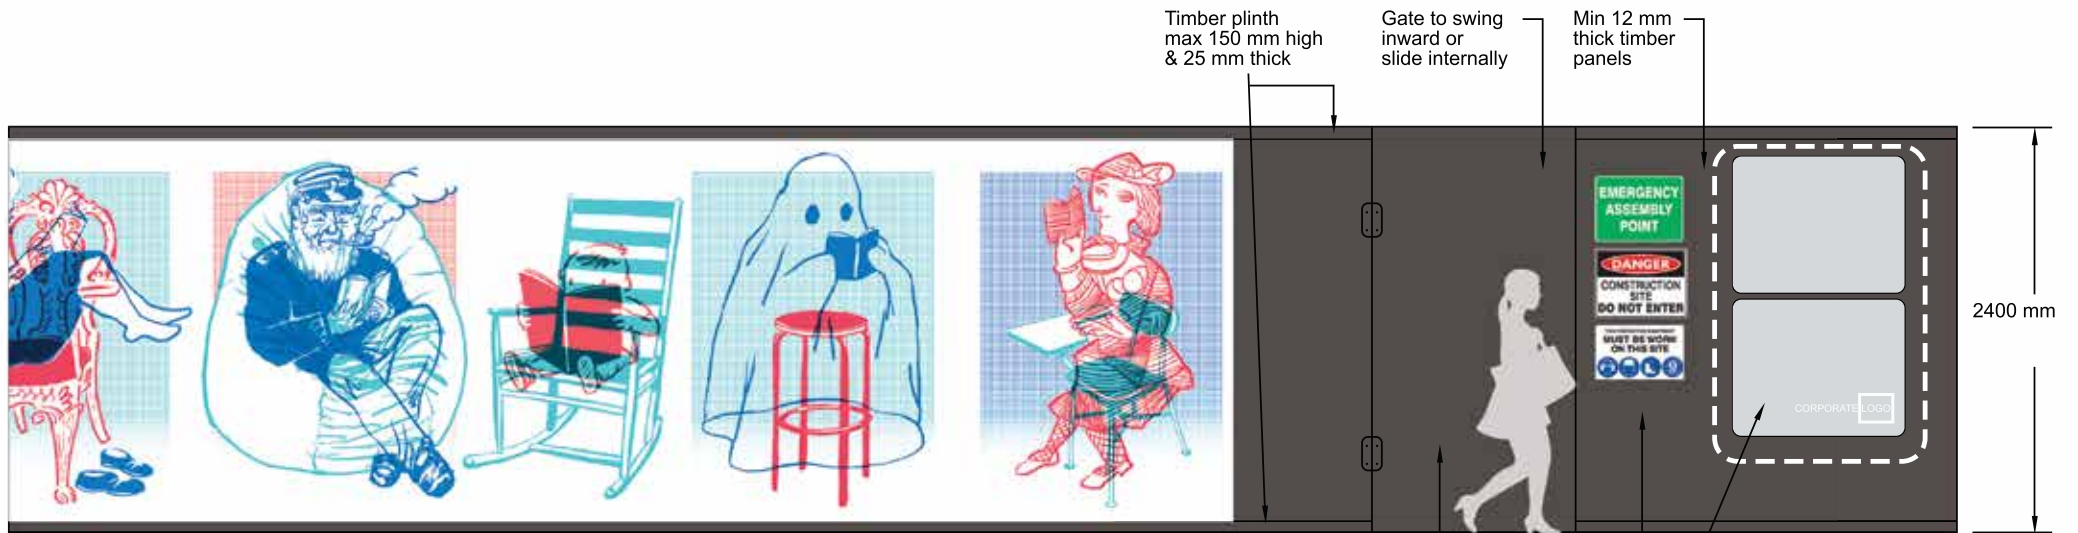 Timber plinth
max 150 mm high
& 25 mm thick
Gate to swing
inward or
slide internally
Min 12 mm
thick timber
panels
EMERGENCY
ASSEMBLY
POINT
DANGER
CONSTRUCTION
SITE
DO NOT ENTER
MUST BE WORN
ON THIS SITE
CORPORATE LOGO
2400 mm